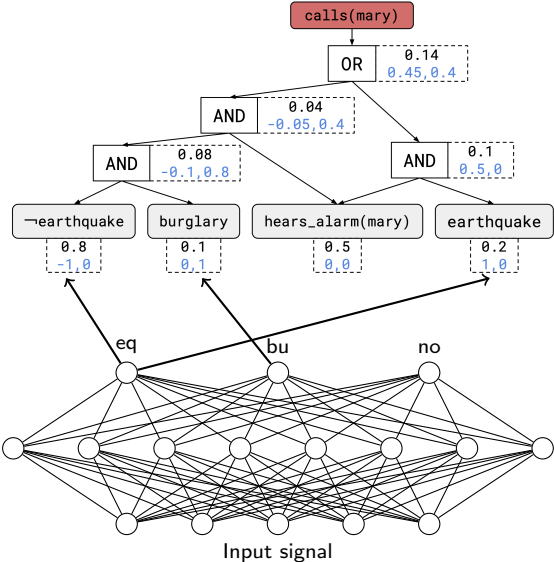 calls(mary)
OR
0.14
0.45,0.4
AND
0.04
-0.05,0.4
AND
0.08
-0.1,0.8
AND
0.1
0.5,0
¬earthquake
burglary
hears_alarm(mary)
earthquake
0.8
-1,0
0.1
0,1
0.5
0,0
0.2
1,0
eq
bu
no
Input signal